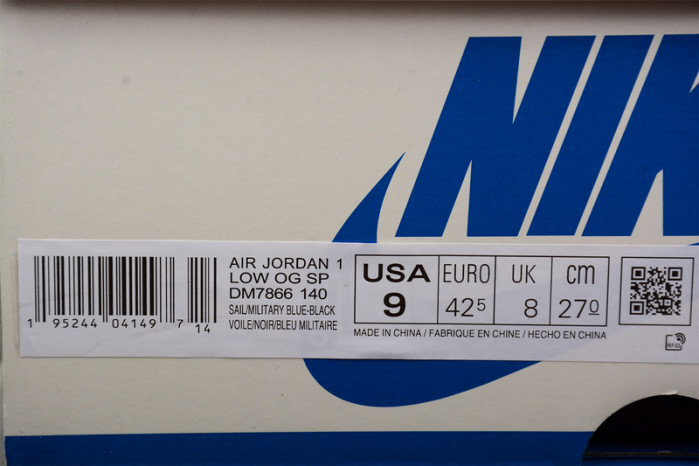 NIK
AIR JORDAN 1
LOW OG SP
DM7866 140
SAIL/MILITARY BLUE-BLACK
VOILE/NOIR/BLEU MILITAIRE
1 95244 04149 7 14
USA EURO UK cm
9 425 8 270
MADE IN CHINA / FABRIQUE EN CHINE / HECHO EN CHINA
RFID